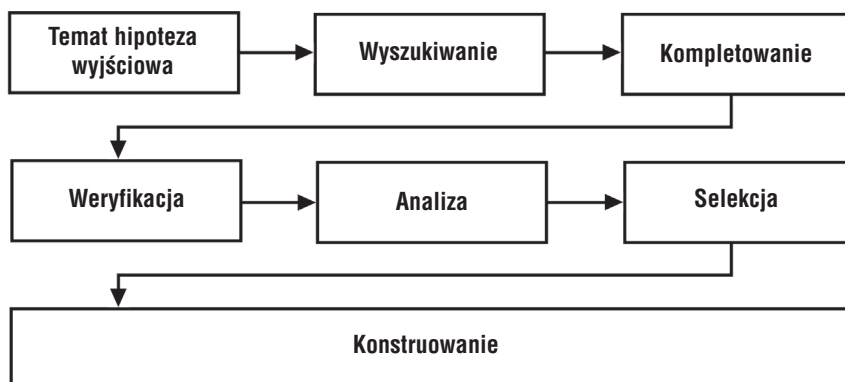 Temat hipoteza
wyjściowa
Wyszukiwanie
Kompletowanie
Weryfikacja
Analiza
Selekcja
Konstruowanie